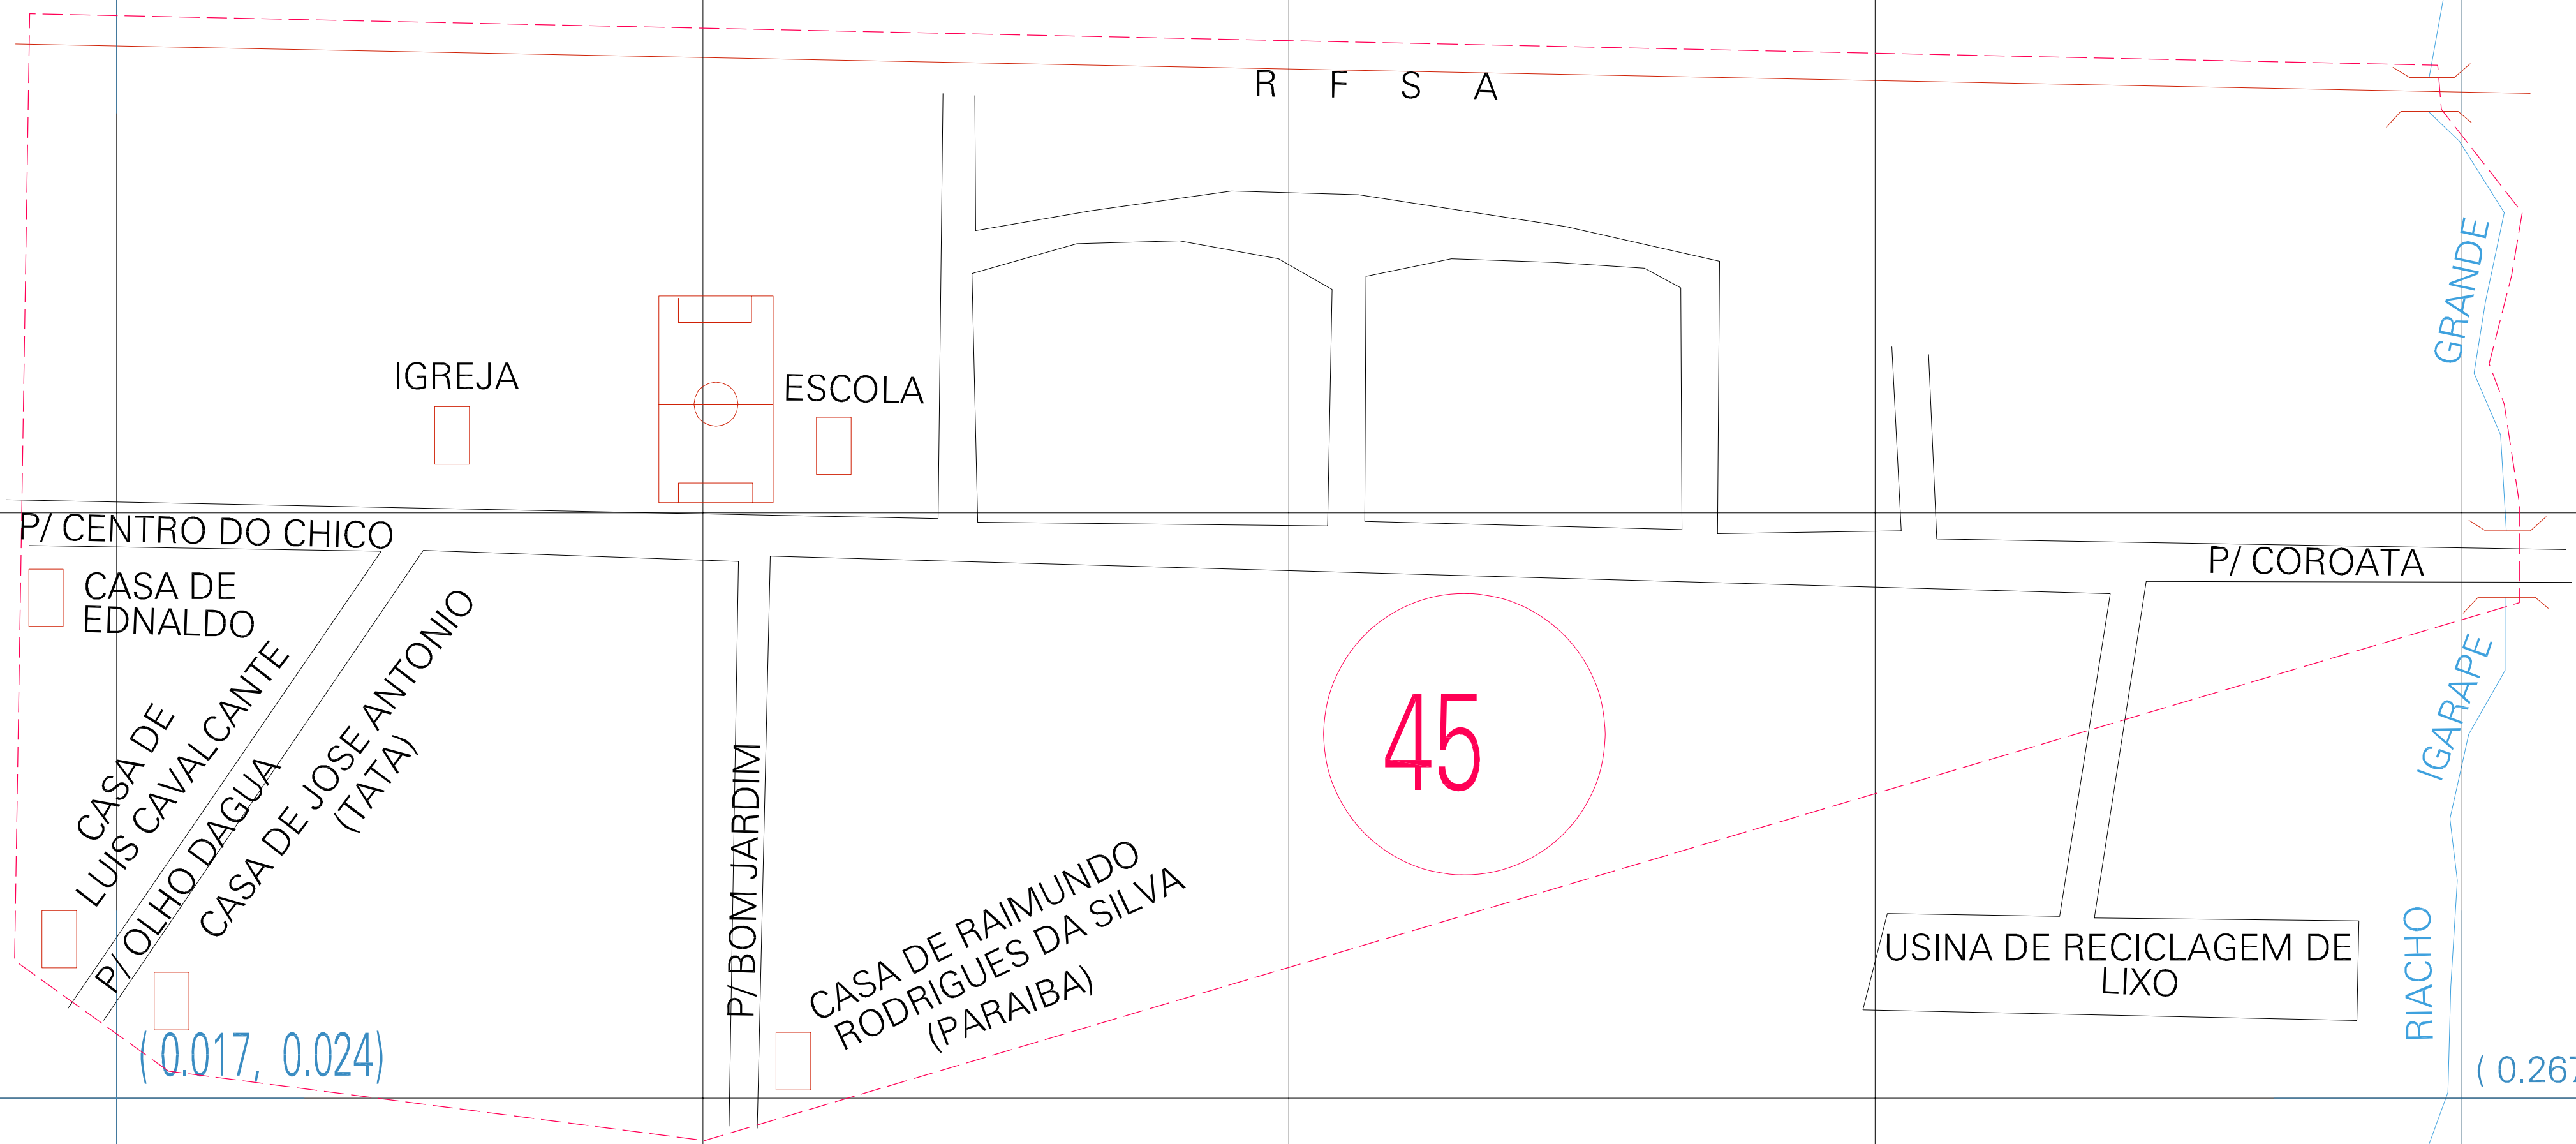 R F S A
GRANDE
IGREJA
ESCOLA
P/ CENTRO DO CHICO
P/ COROATA
CASA DE
EDNALDO
CASA DE
LUIS CAVALCANTE
P/ OLHO DAGUA
CASA DE JOSE ANTONIO
(TATA)
P/ BOM JARDIM
45
IGARAPE
CASA DE RAIMUNDO
RODRIGUES DA SILVA
(PARAIBA)
USINA DE RECICLAGEM DE
LIXO
RIACHO
( 0.017, 0.024)
( 0.267